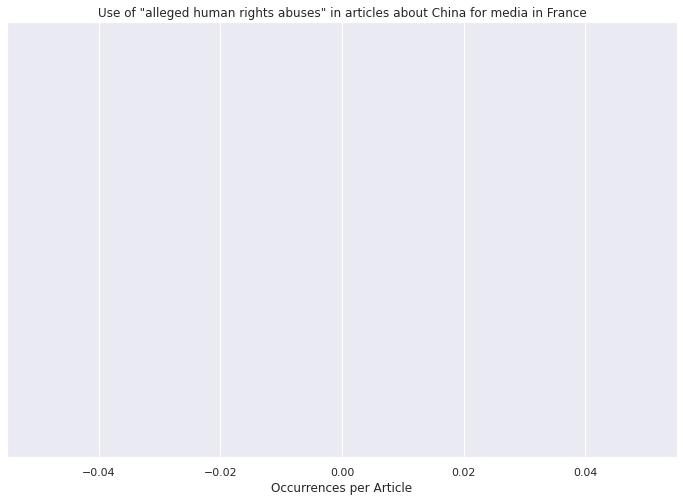 Use of "alleged human rights abuses" in articles about China for media in France
−0.04 −0.02 0.00 0.02 0.04
Occurrences per Article